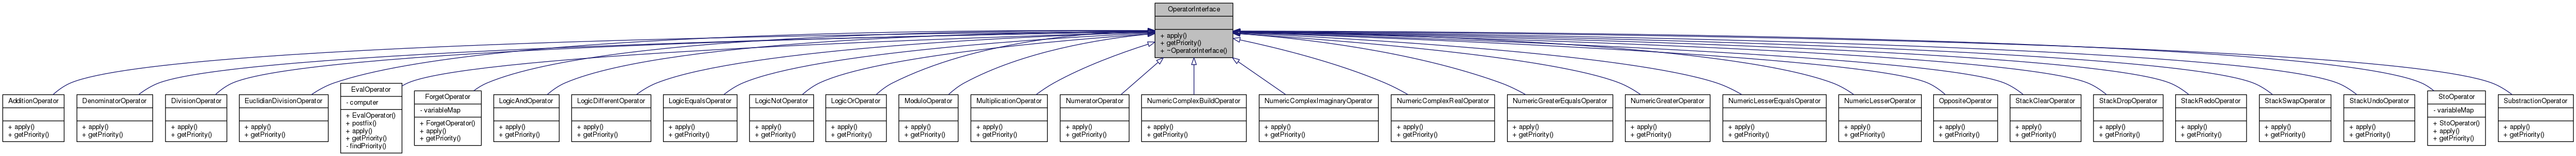 OperatorInterface
+ apply()
+ getPriority()
+ ~OperatorInterface()
AdditionOperator
+ apply()
+ getPriority()
DenominatorOperator
+ apply()
+ getPriority()
DivisionOperator
+ apply()
+ getPriority()
EuclidianDivisionOperator
+ apply()
+ getPriority()
EvalOperator
- computer
+ EvalOperator()
+ postfix()
+ apply()
+ getPriority()
- findPriority()
ForgetOperator
- variableMap
+ ForgetOperator()
+ apply()
+ getPriority()
LogicAndOperator
+ apply()
+ getPriority()
LogicDifferentOperator
+ apply()
+ getPriority()
LogicEqualsOperator
+ apply()
+ getPriority()
LogicNotOperator
+ apply()
+ getPriority()
LogicOrOperator
+ apply()
+ getPriority()
ModuloOperator
+ apply()
+ getPriority()
MultiplicationOperator
+ apply()
+ getPriority()
NumeratorOperator
+ apply()
+ getPriority()
NumericComplexBuildOperator
+ apply()
+ getPriority()
NumericComplexImaginaryOperator
+ apply()
+ getPriority()
NumericComplexRealOperator
+ apply()
+ getPriority()
NumericGreaterEqualsOperator
+ apply()
+ getPriority()
NumericGreaterOperator
+ apply()
+ getPriority()
NumericLesserEqualsOperator
+ apply()
+ getPriority()
NumericLesserOperator
+ apply()
+ getPriority()
OppositeOperator
+ apply()
+ getPriority()
StackClearOperator
+ apply()
+ getPriority()
StackDropOperator
+ apply()
+ getPriority()
StackRedoOperator
+ apply()
+ getPriority()
StackSwapOperator
+ apply()
+ getPriority()
StackUndoOperator
+ apply()
+ getPriority()
StoOperator
- variableMap
+ StoOperator()
+ apply()
+ getPriority()
SubstractionOperator
+ apply()
+ getPriority()